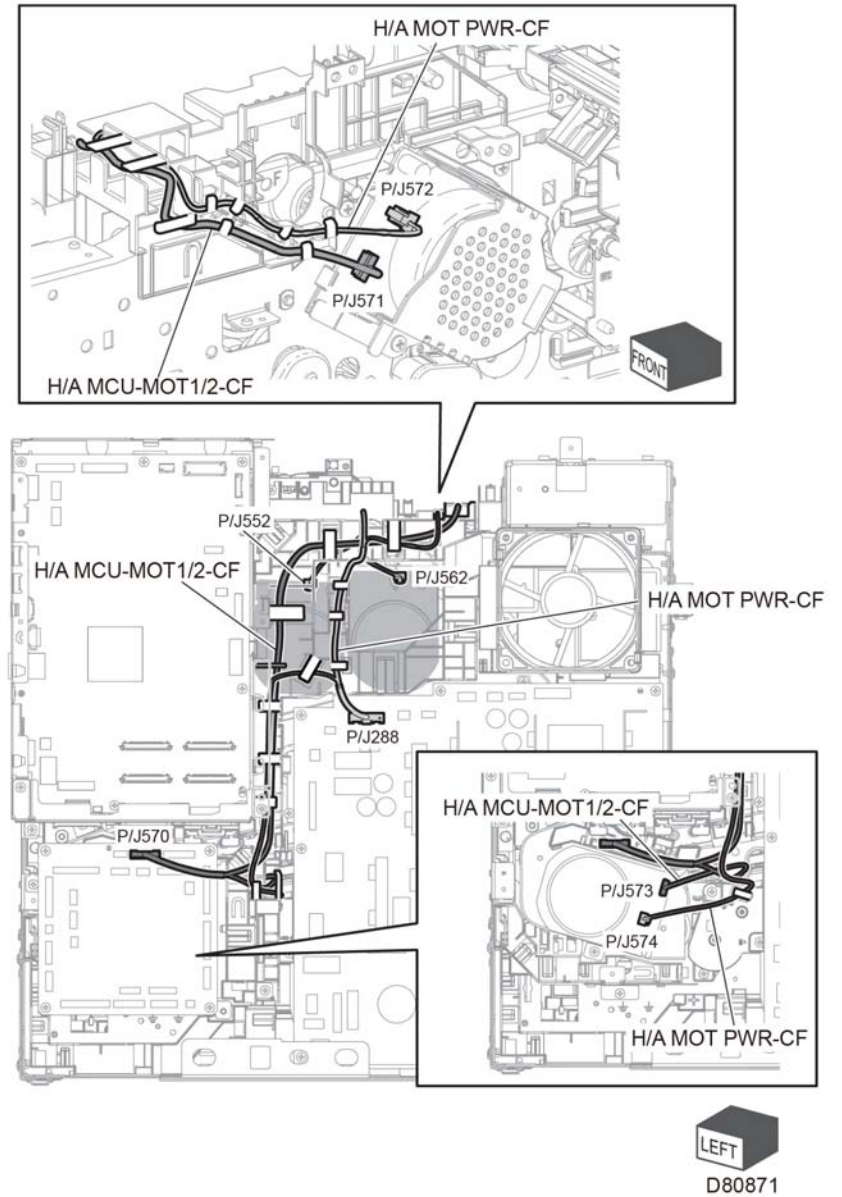 H/A MOT PWR-CF
P/J572
P/J571
H/A MCU-MOT1/2-CF
FRONT
P/J552
H/A MCU-MOT1/2-CF
P/J562
H/A MOT PWR-CF
P/J288
P/J570
H/A MCU-MOT1/2-CF
P/J573
P/J574
H/A MOT PWR-CF
LEFT
D80871